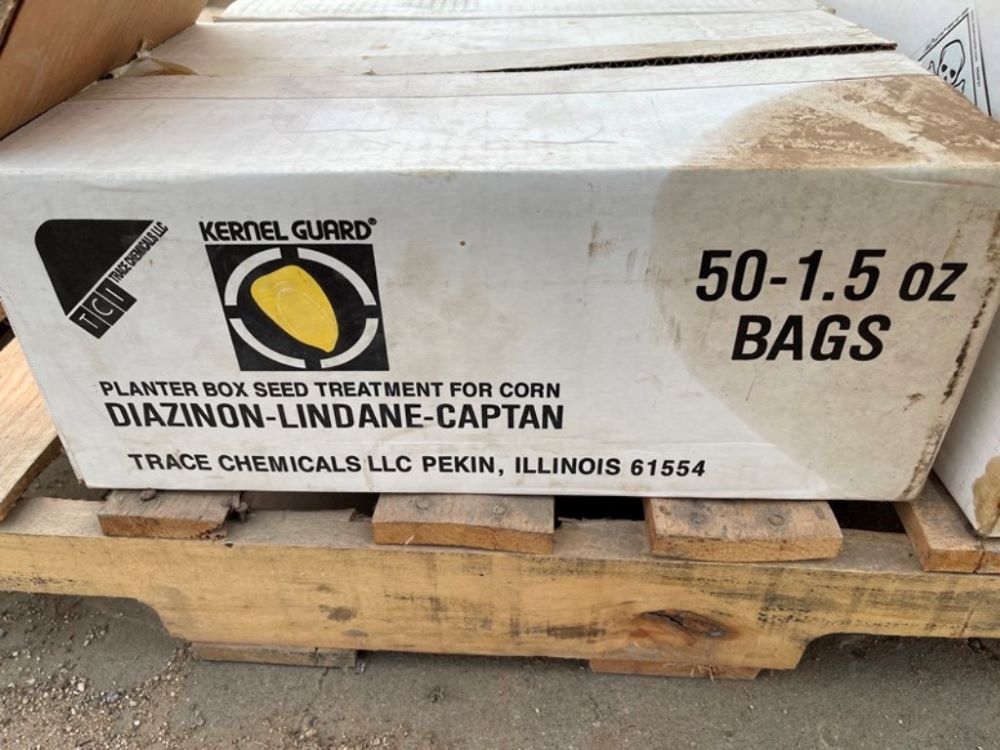 TRACE CHEMICALS LLC
TCI
KERNEL GUARD®
50-1.5 oz
BAGS
PLANTER BOX SEED TREATMENT FOR CORN
DIAZINON-LINDANE-CAPTAN
TRACE CHEMICALS LLC PEKIN, ILLINOIS 61554